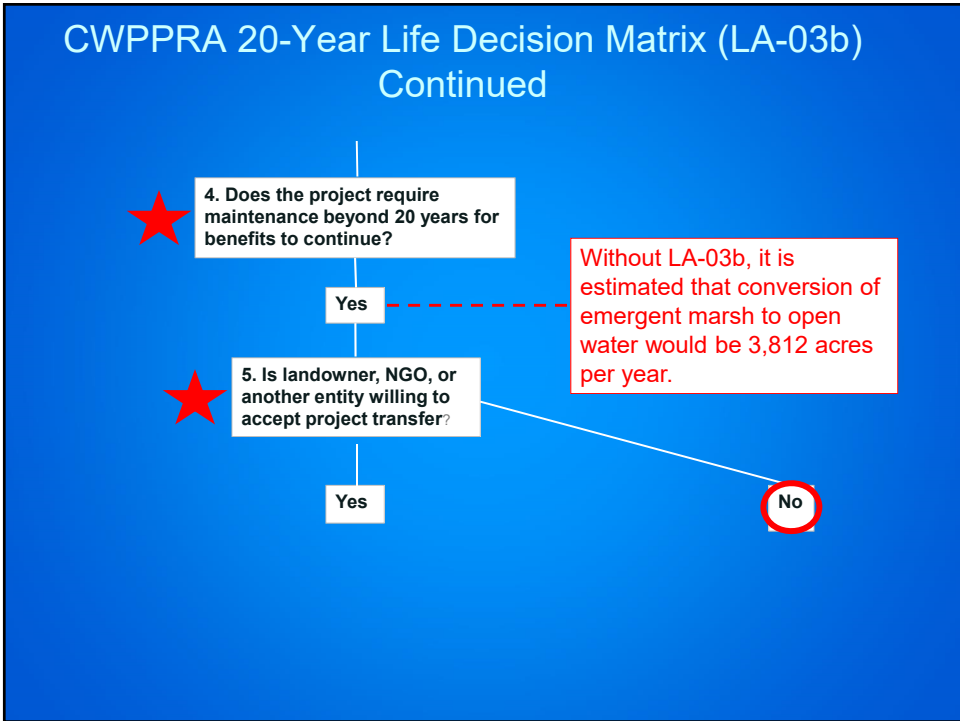 CWPPRA 20-Year Life Decision Matrix (LA-03b)
Continued
4. Does the project require
maintenance beyond 20 years for
benefits to continue?
Yes
Without LA-03b, it is
estimated that conversion of
emergent marsh to open
water would be 3,812 acres
per year.
5. Is landowner, NGO, or
another entity willing to
accept project transfer?
Yes
No